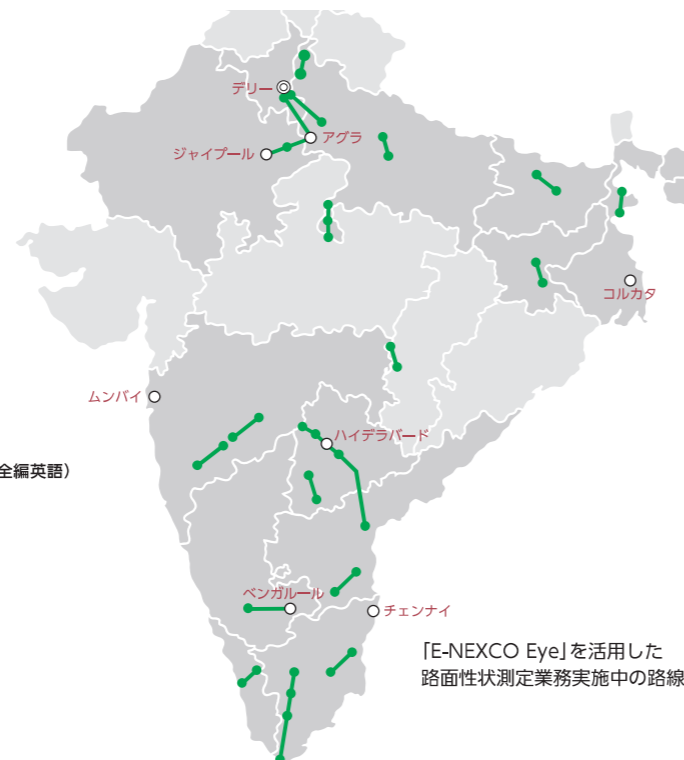 デリー
アグラ
ジャイプール
コルカタ
ムンバイ
ハイデラバード
全編英語）
ベンガルール
チェンナイ
「E-NEXCO Eye」を活用した
路面性状測定業務実施中の路線